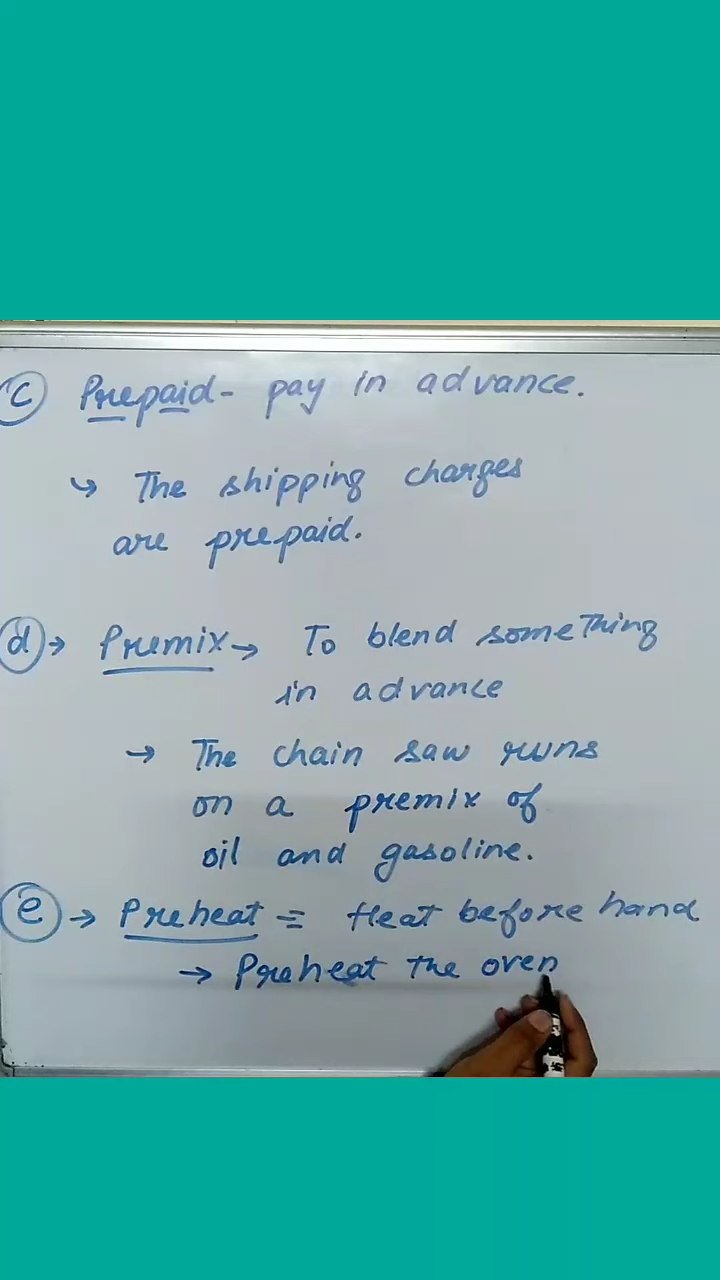 c Prepaid - pay in advance.
↳ The shipping charges
are prepaid.
d → Premix → To blend something
in advance
→ The chain saw runs
on a premix of
oil and gasoline.
e → Preheat = Heat before hand
→ Preheat the oven